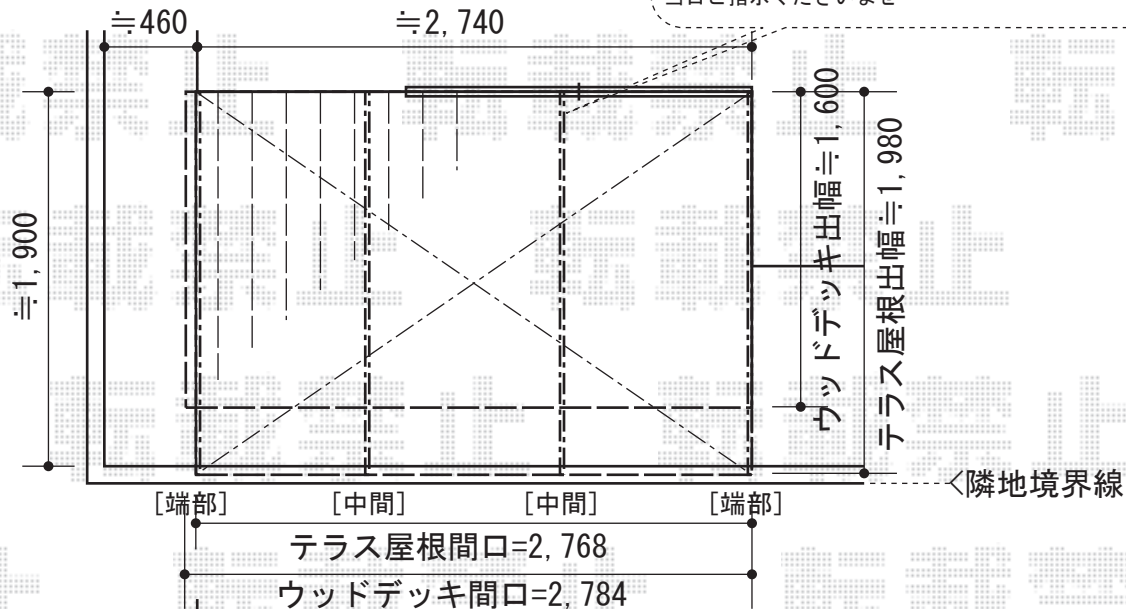 ≒460
≒2,740
≒1,900
ウッドデッキ出幅≒1,600
テラス屋根出幅≒1,980
隣地境界線
[端部]
[中間]
[中間]
[端部]
テラス屋根間口=2,768
ウッドデッキ間口=2,784